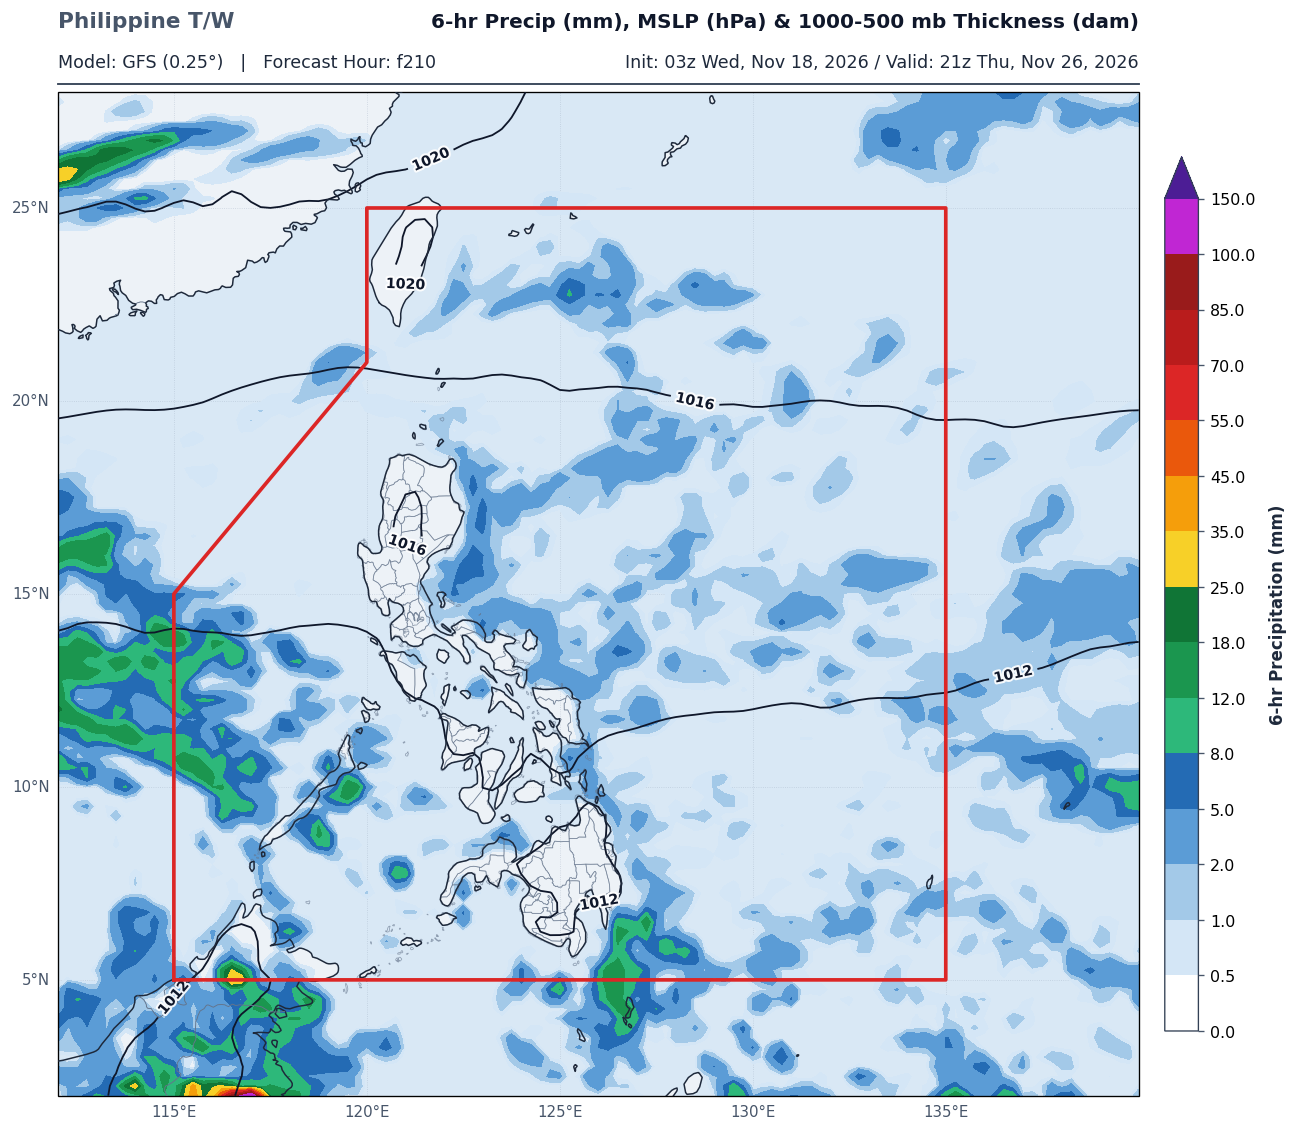 Philippine T/W
6-hr Precip (mm), MSLP (hPa) & 1000-500 mb Thickness (dam)
Model: GFS (0.25°) | Forecast Hour: f210
Init: 03z Wed, Nov 18, 2026 / Valid: 21z Thu, Nov 26, 2026
1020
1020
1016
1016
1012
1012
1012
25°N
20°N
15°N
10°N
5°N
115°E
120°E
125°E
130°E
135°E
150.0
100.0
85.0
70.0
55.0
45.0
35.0
25.0
18.0
12.0
8.0
5.0
2.0
1.0
0.5
0.0
6-hr Precipitation (mm)